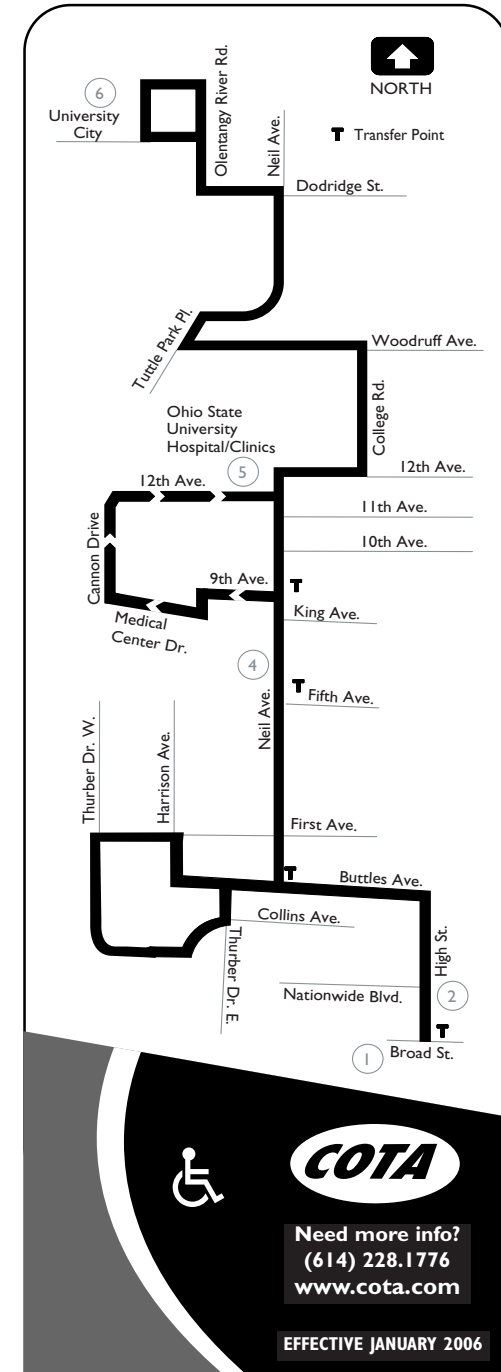 NORTH
T Transfer Point
6
University
City
Olentangy River Rd.
Neil Ave.
Dodridge St.
Tuttle Park Pl.
Woodruff Ave.
College Rd.
Ohio State
University
Hospital/Clinics
5
12th Ave.
12th Ave.
11th Ave.
10th Ave.
Cannon Drive
9th Ave.
T
King Ave.
Medical
Center Dr.
4
T
Fifth Ave.
Neil Ave.
Thurber Dr. W.
Harrison Ave.
First Ave.
T
Buttles Ave.
Collins Ave.
Thurber Dr. E.
High St.
Nationwide Blvd.
2
T
1
Broad St.
COTA
Need more info?
(614) 228.1776
www.cota.com
EFFECTIVE JANUARY 2006